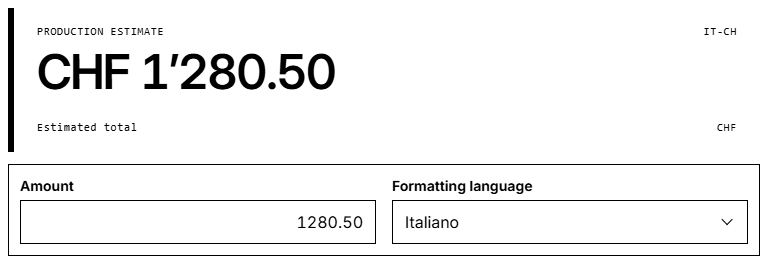 PRODUCTION ESTIMATE IT-CH
CHF 1’280.50
Estimated total CHF
Amount Formatting language
1280.50 Italiano